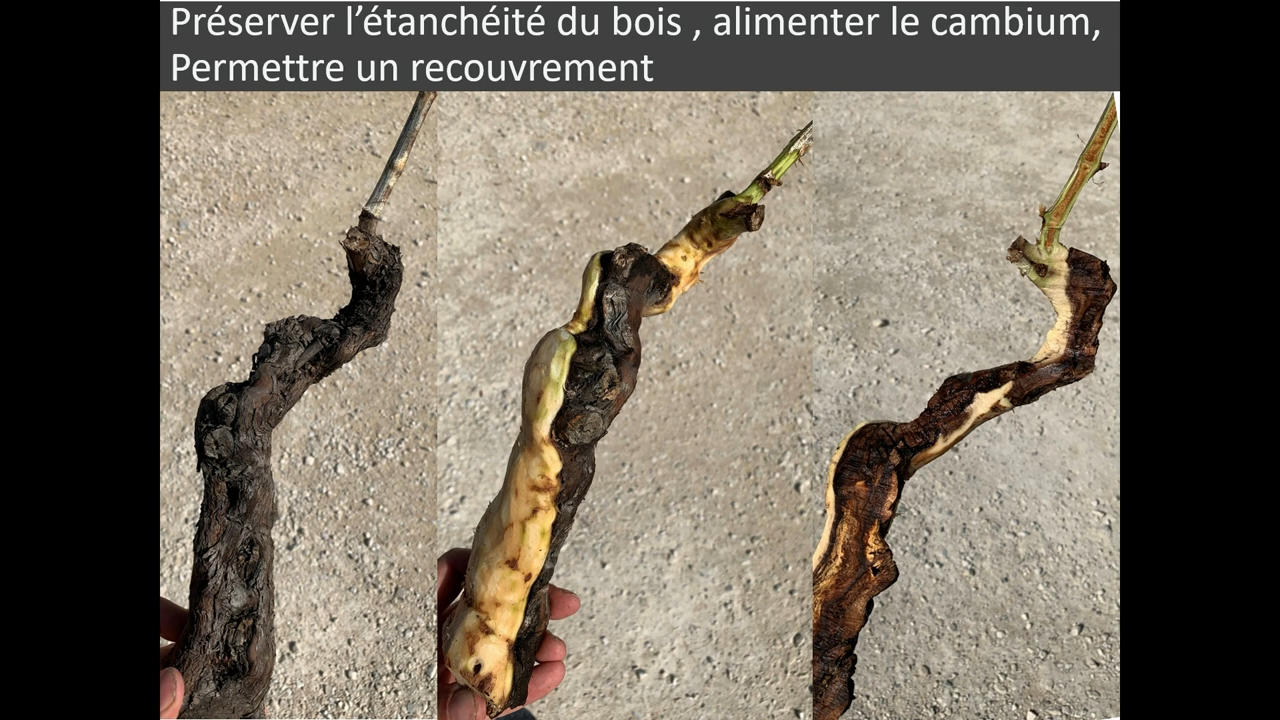 Préserver l’étanchéité du bois , alimenter le cambium,
Permettre un recouvrement